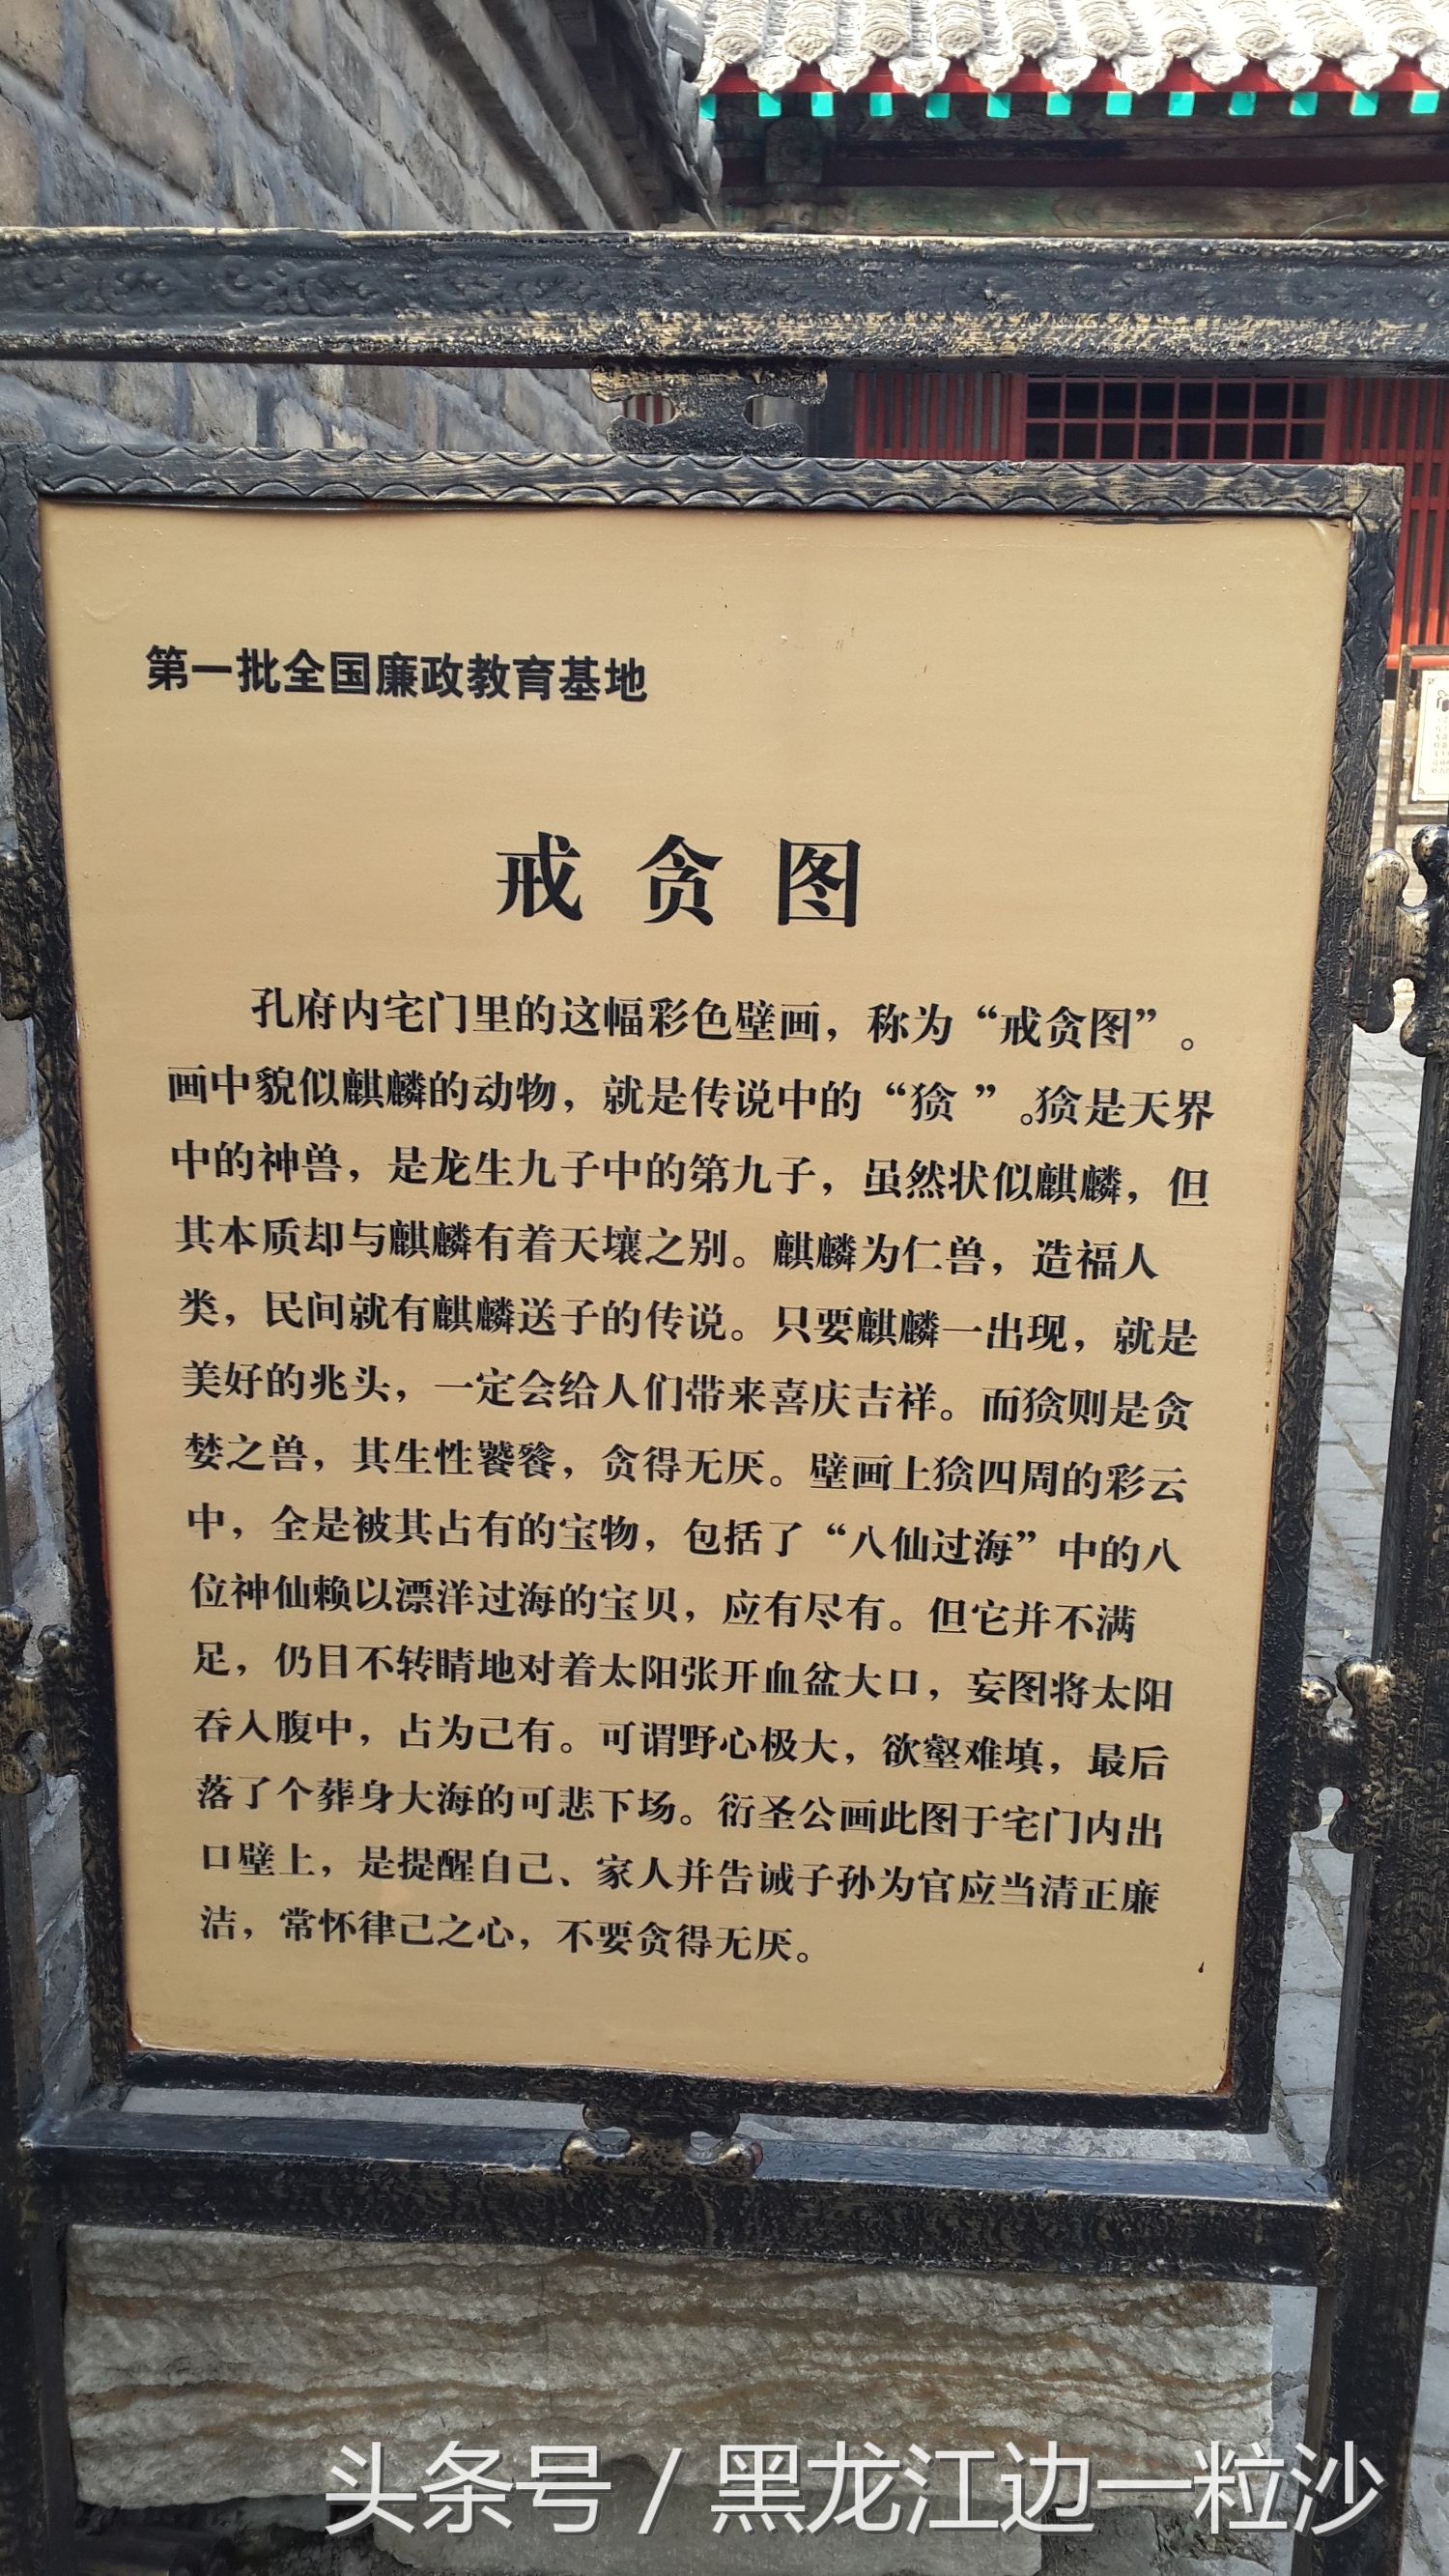 第一批全国廉政教育基地
戒贪图
孔府内宅门里的这幅彩色壁画，称为“戒贪图”。
画中貌似麒麟的动物，就是传说中的“㺊”。㺊是天界
中的神兽，是龙生九子中的第九子，虽然状似麒麟，但
其本质却与麒麟有着天壤之别。麒麟为仁兽，造福人
类，民间就有麒麟送子的传说。只要麒麟一出现，就是
美好的兆头，一定会给人们带来喜庆吉祥。而㺊则是贪
婪之兽，其生性饕餮，贪得无厌。壁画上㺊四周的彩云
中，全是被其占有的宝物，包括了“八仙过海”中的八
位神仙赖以漂洋过海的宝贝，应有尽有。但它并不满
足，仍目不转睛地对着太阳张开血盆大口，妄图将太阳
吞入腹中，占为己有。可谓野心极大，欲壑难填，最后
落了个葬身大海的可悲下场。衍圣公画此图于宅门内出
口壁上，是提醒自己、家人并告诫子孙为官应当清正廉
洁，常怀律己之心，不要贪得无厌。
头条号 / 黑龙江边一粒沙